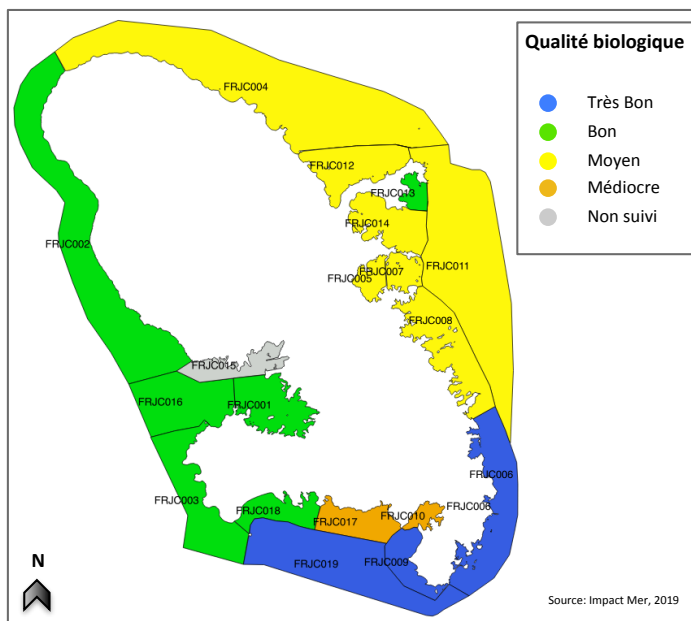 Qualité biologique
Très Bon
Bon
Moyen
Médiocre
Non suivi
FRJC004
FRJC012
FRJC013
FRJC014
FRJC002
FRJC011
FRJC007
FRJC005
FRJC008
FRJC015
FRJC016
FRJC001
FRJC006
FRJC003
FRJC018
FRJC017
FRJC010
FRJC006
FRJC019
FRJC009
N
Source: Impact Mer, 2019